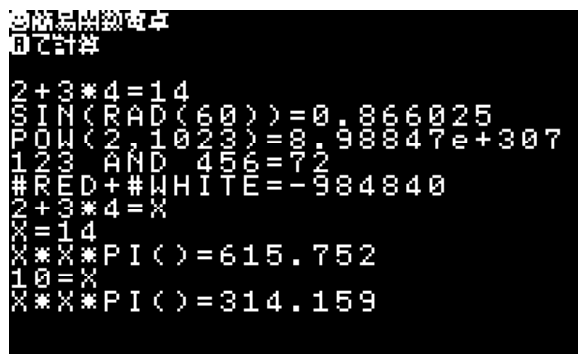 ☺簡易関数電卓
🅰で計算
2+3*4=14
SIN(RAD(60))=0.866025
POW(2,1023)=8.98847e+307
123 AND 456=72
#RED+#WHITE=-984840
2+3*4=X
X=14
X*X*PI()=615.752
10=X
X*X*PI()=314.159